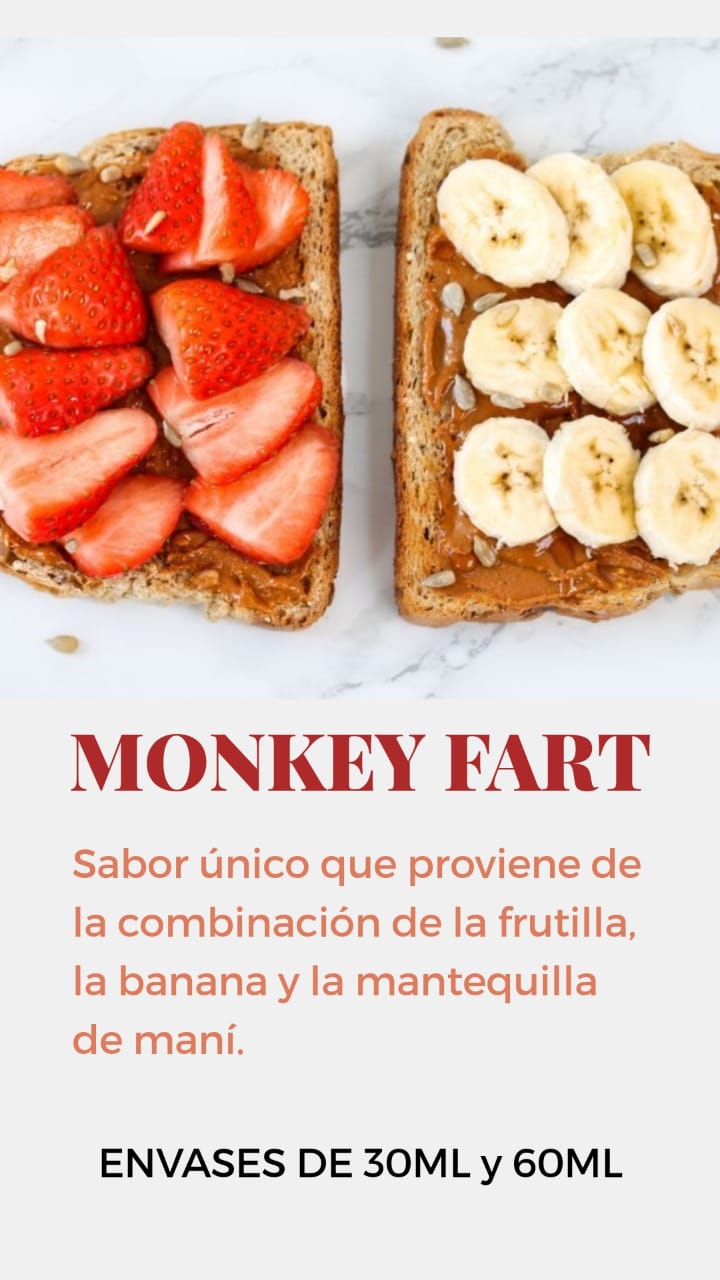 MONKEY FART
Sabor único que proviene de
la combinación de la frutilla,
la banana y la mantequilla
de maní.
ENVASES DE 30ML y 60ML